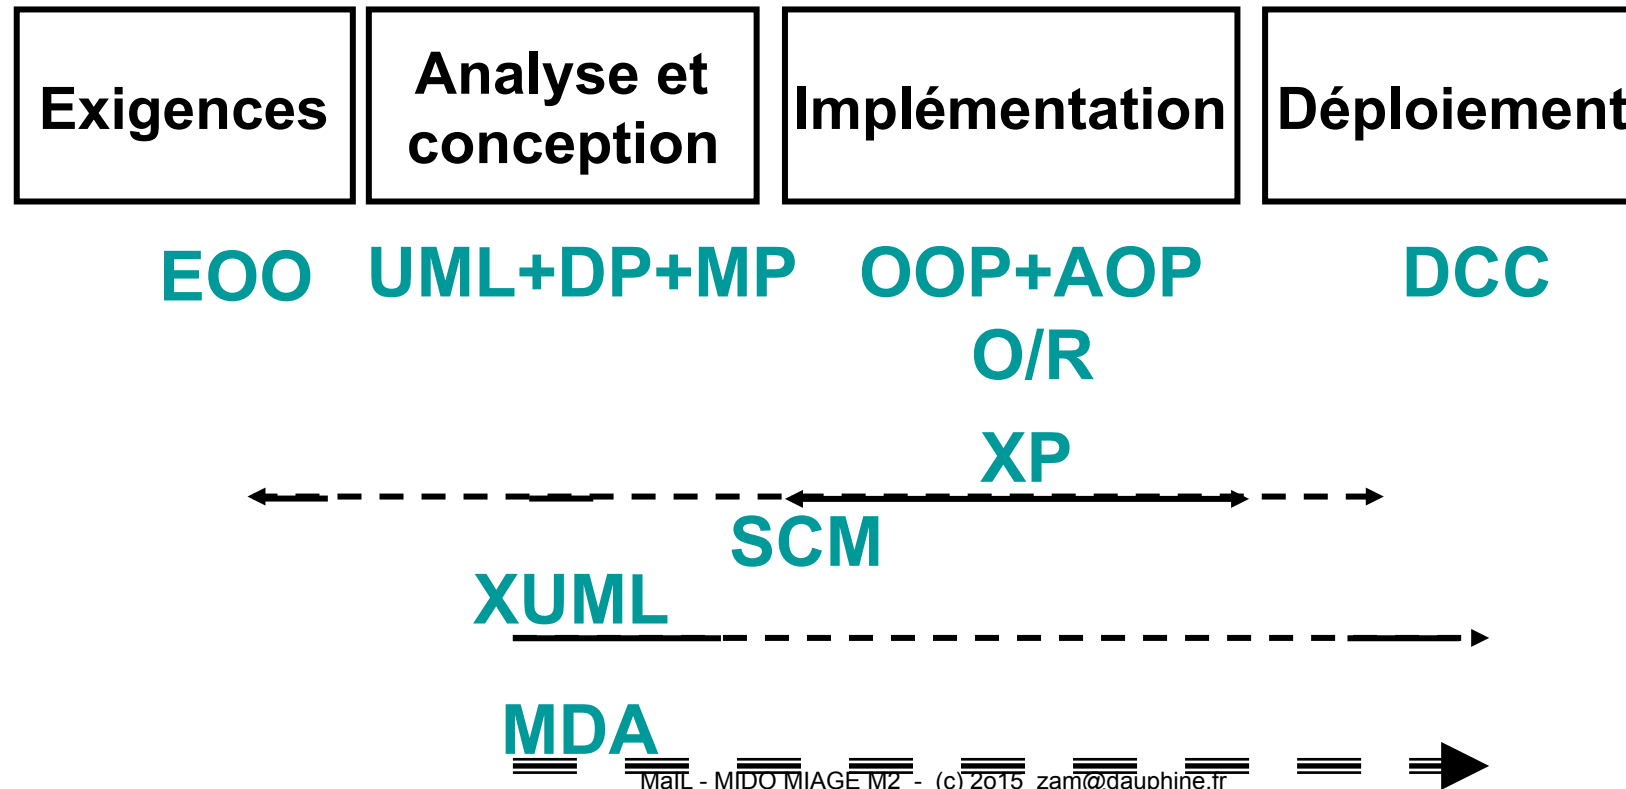 Exigences
Analyse et
conception
Implémentation
Déploiement
EOO
UML+DP+MP
OOP+AOP
DCC
O/R
XP
SCM
XUML
MDA
MaIL - MIDO MIAGE M2 - (c) 2o15 zam@dauphine.fr